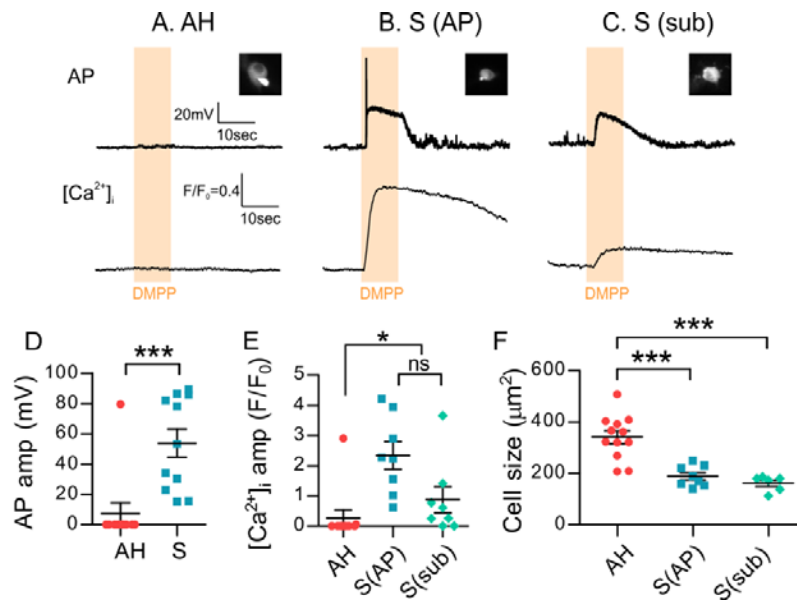 A. AH
B. S (AP)
C. S (sub)
AP
20mV
10sec
[Ca²⁺]ᵢ
F/F₀=0.4
10sec
DMPP
DMPP
DMPP
D
***
AP amp (mV)
100
80
60
40
20
0
AH
S
E
*
ns
[Ca²⁺]ᵢ amp (F/F₀)
5
4
3
2
1
0
AH
S(AP)
S(sub)
F
***
***
Cell size (μm²)
600
400
200
0
AH
S(AP)
S(sub)